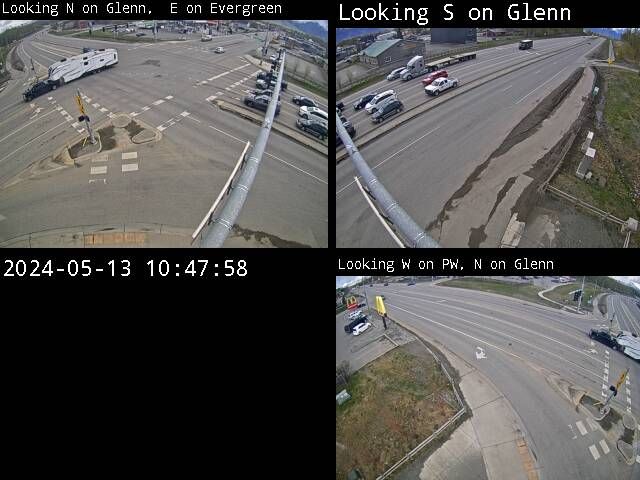 Looking N on Glenn,  E on Evergreen
Looking S on Glenn
2024-05-13 10:47:58
Looking W on PW, N on Glenn